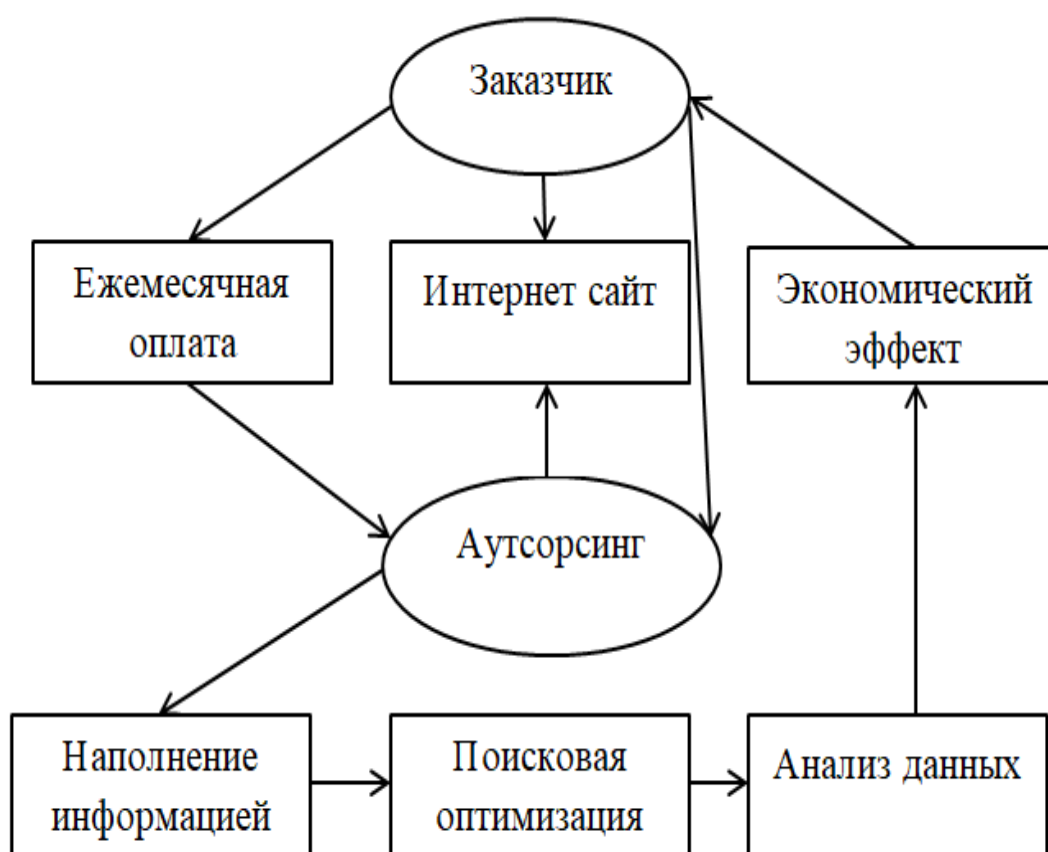 Заказчик
Ежемесячная
оплата
Интернет сайт
Экономический
эффект
Аутсорсинг
Наполнение
информацией
Поисковая
оптимизация
Анализ данных